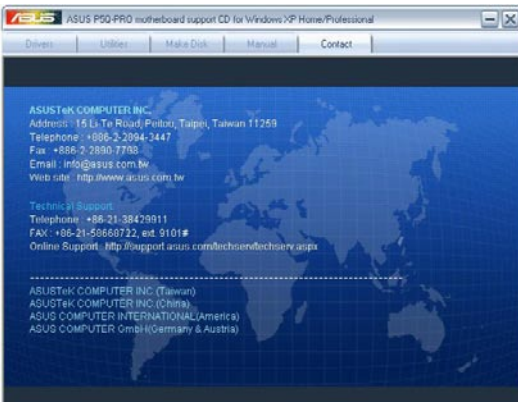 ASUS P5Q-PRO motherboard support CD for Windows XP Home/Professional
Drivers Utilities Make Disk Manual Contact
ASUSTeK COMPUTER INC.
Address : 15 Li-Te Road, Peitou, Taipei, Taiwan 11259
Telephone : +886-2-2894-3447
Fax : +886-2-2890-7798
Email : info@asus.com.tw
Web site : http://www.asus.com.tw
Technical Support
Telephone : +86-21-38429911
FAX : +86-21-58668722, ext. 9101#
Online Support : http://support.asus.com/techserv/techserv.aspx
ASUSTeK COMPUTER INC.(Taiwan)
ASUSTeK COMPUTER INC.(China)
ASUS COMPUTER INTERNATIONAL(America)
ASUS COMPUTER GmbH(Germany & Austria)